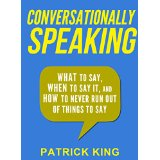 CONVERSATIONALLY
SPEAKING
WHAT TO SAY,
WHEN TO SAY IT, AND
HOW TO NEVER RUN OUT
OF THINGS TO SAY
PATRICK KING